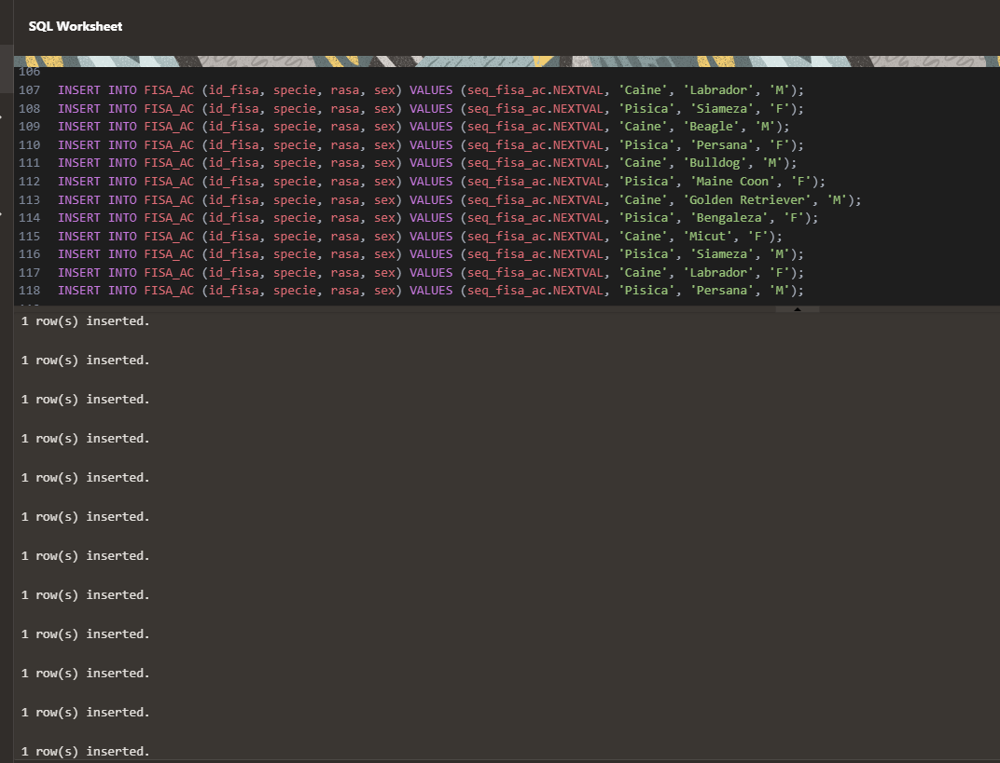 SQL Worksheet
106
107 INSERT INTO FISA_AC (id_fisa, specie, rasa, sex) VALUES (seq_fisa_ac.NEXTVAL, 'Caine', 'Labrador', 'M');
108 INSERT INTO FISA_AC (id_fisa, specie, rasa, sex) VALUES (seq_fisa_ac.NEXTVAL, 'Pisica', 'Siameza', 'F');
109 INSERT INTO FISA_AC (id_fisa, specie, rasa, sex) VALUES (seq_fisa_ac.NEXTVAL, 'Caine', 'Beagle', 'M');
110 INSERT INTO FISA_AC (id_fisa, specie, rasa, sex) VALUES (seq_fisa_ac.NEXTVAL, 'Pisica', 'Persana', 'F');
111 INSERT INTO FISA_AC (id_fisa, specie, rasa, sex) VALUES (seq_fisa_ac.NEXTVAL, 'Caine', 'Bulldog', 'M');
112 INSERT INTO FISA_AC (id_fisa, specie, rasa, sex) VALUES (seq_fisa_ac.NEXTVAL, 'Pisica', 'Maine Coon', 'F');
113 INSERT INTO FISA_AC (id_fisa, specie, rasa, sex) VALUES (seq_fisa_ac.NEXTVAL, 'Caine', 'Golden Retriever', 'M');
114 INSERT INTO FISA_AC (id_fisa, specie, rasa, sex) VALUES (seq_fisa_ac.NEXTVAL, 'Pisica', 'Bengaleza', 'F');
115 INSERT INTO FISA_AC (id_fisa, specie, rasa, sex) VALUES (seq_fisa_ac.NEXTVAL, 'Caine', 'Micut', 'F');
116 INSERT INTO FISA_AC (id_fisa, specie, rasa, sex) VALUES (seq_fisa_ac.NEXTVAL, 'Pisica', 'Siameza', 'M');
117 INSERT INTO FISA_AC (id_fisa, specie, rasa, sex) VALUES (seq_fisa_ac.NEXTVAL, 'Caine', 'Labrador', 'F');
118 INSERT INTO FISA_AC (id_fisa, specie, rasa, sex) VALUES (seq_fisa_ac.NEXTVAL, 'Pisica', 'Persana', 'M');
1 row(s) inserted.
1 row(s) inserted.
1 row(s) inserted.
1 row(s) inserted.
1 row(s) inserted.
1 row(s) inserted.
1 row(s) inserted.
1 row(s) inserted.
1 row(s) inserted.
1 row(s) inserted.
1 row(s) inserted.
1 row(s) inserted.